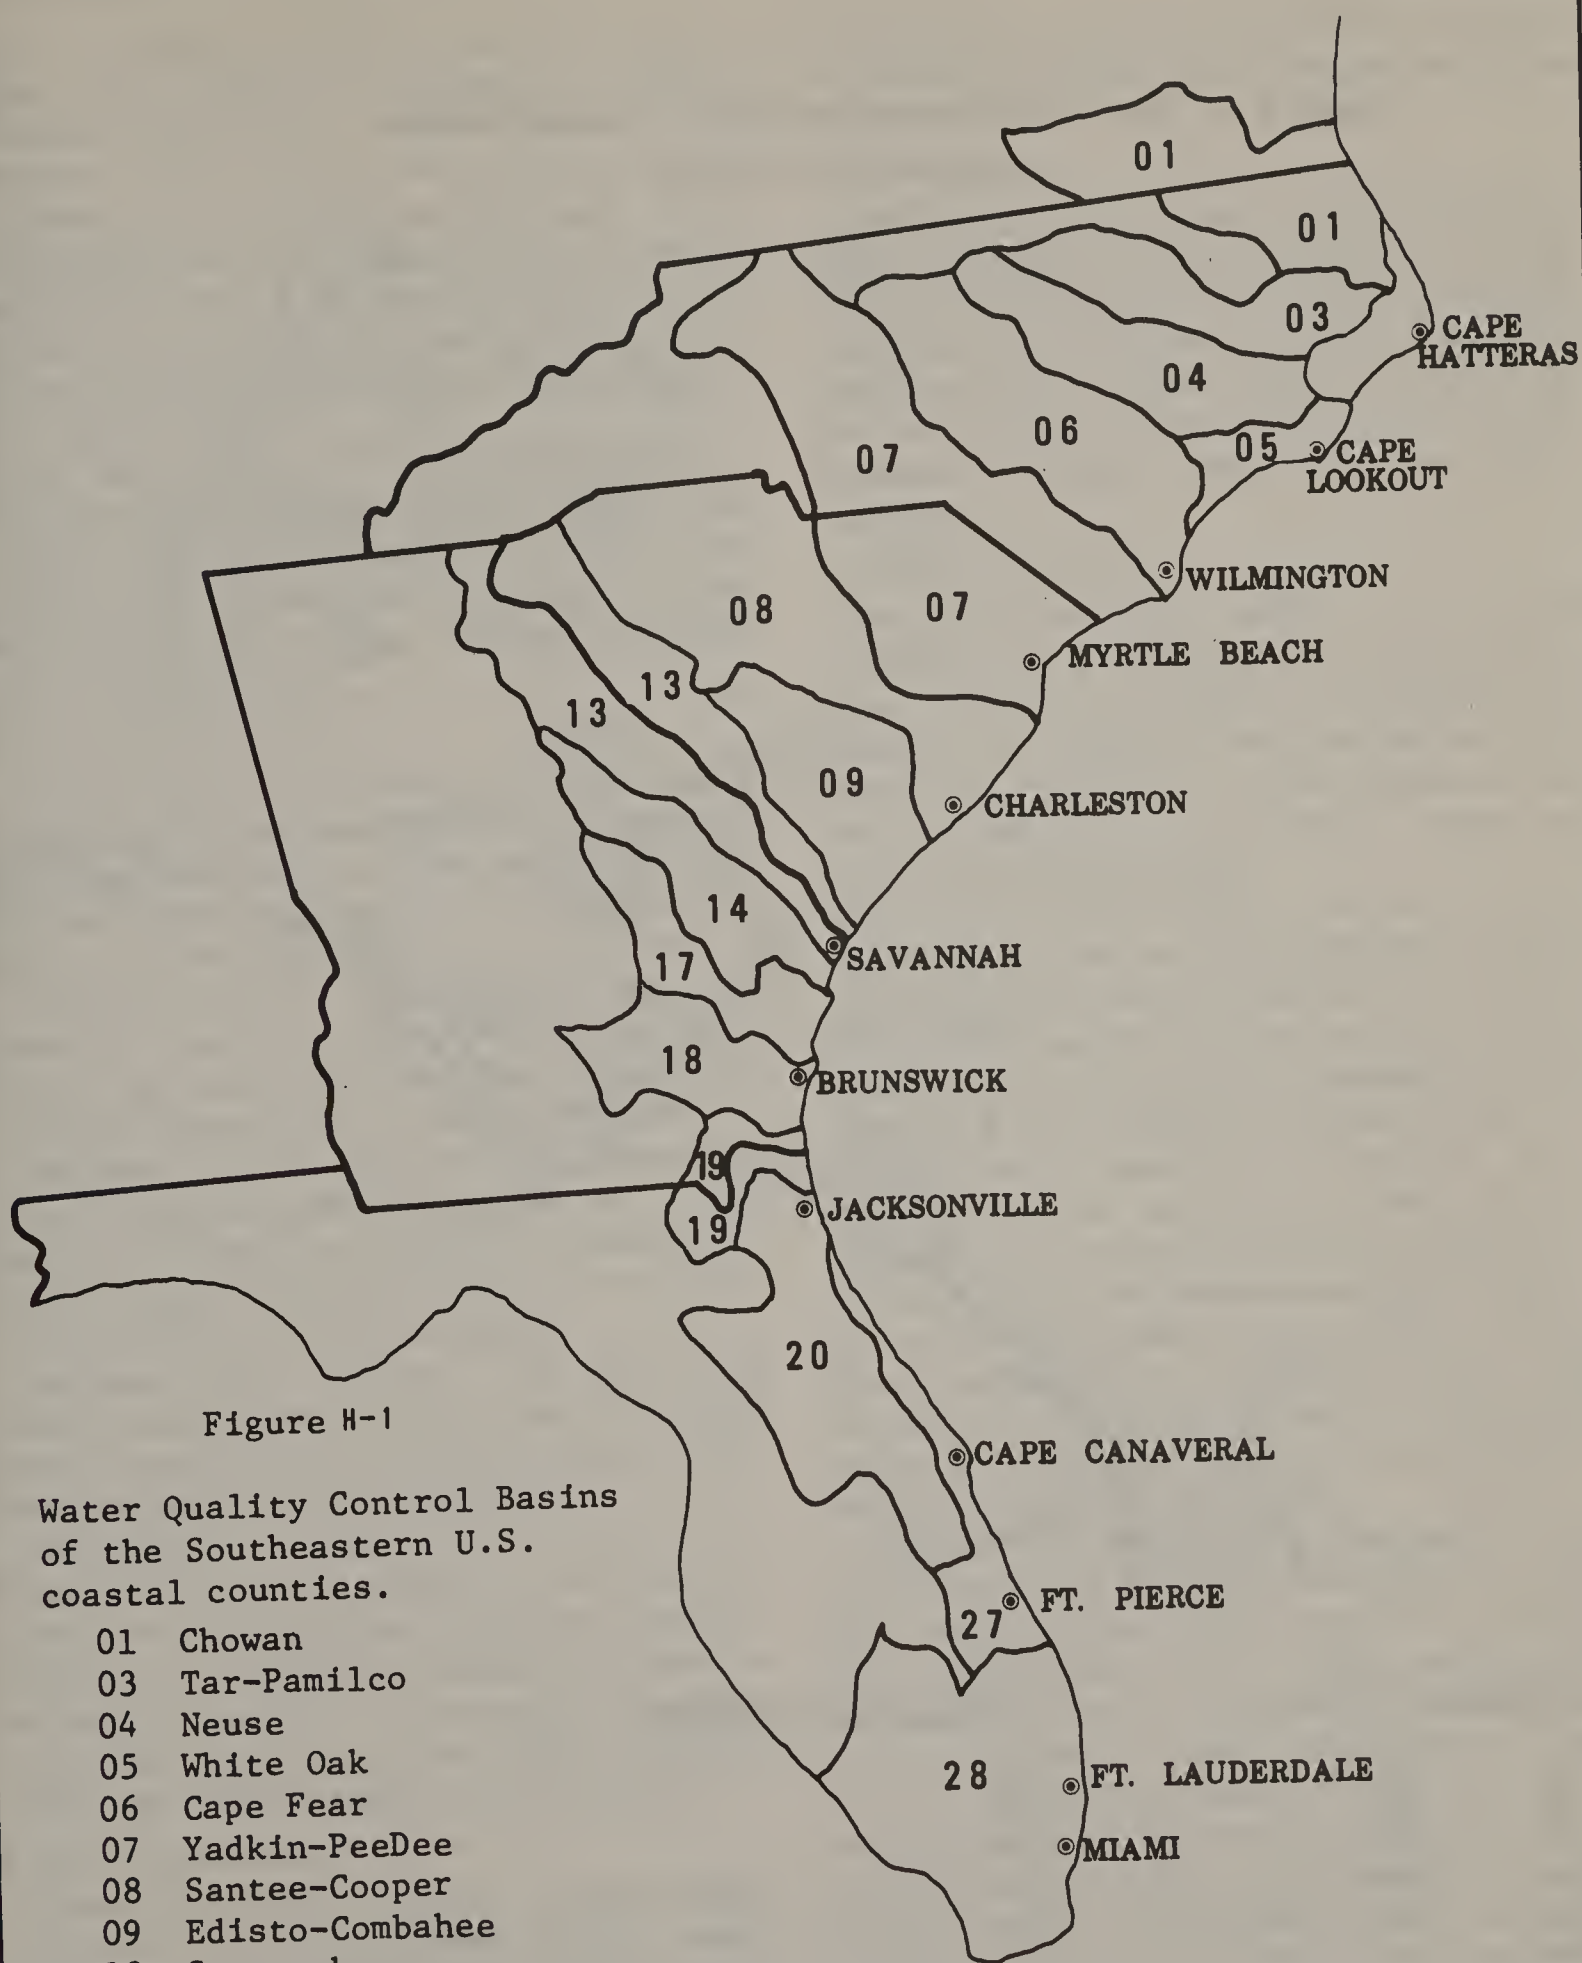 01
01
03
CAPE
HATTERAS
04
06
05
CAPE
LOOKOUT
07
WILMINGTON
08
07
MYRTLE BEACH
13
13
09
CHARLESTON
14
SAVANNAH
17
18
BRUNSWICK
19
19
JACKSONVILLE
20
CAPE CANAVERAL
27
FT. PIERCE
28
FT. LAUDERDALE
MIAMI
Figure H-1
Water Quality Control Basins
of the Southeastern U.S.
coastal counties.
01 Chowan
03 Tar-Pamilco
04 Neuse
05 White Oak
06 Cape Fear
07 Yadkin-PeeDee
08 Santee-Cooper
09 Edisto-Combahee